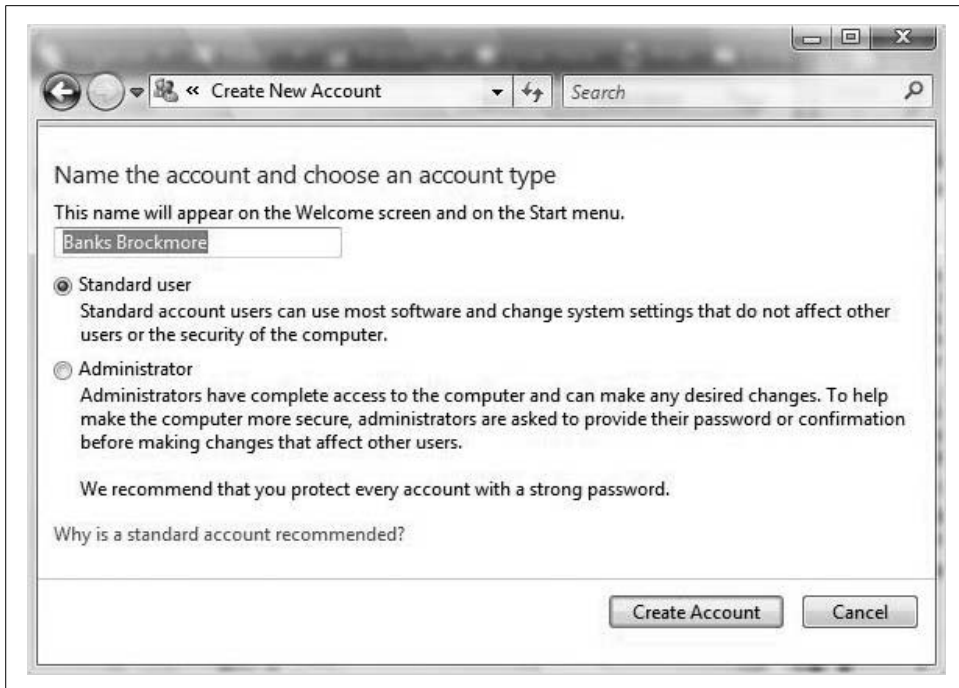 « Create New Account
Search
Name the account and choose an account type
This name will appear on the Welcome screen and on the Start menu.
Banks Brockmore
Standard user
Standard account users can use most software and change system settings that do not affect other
users or the security of the computer.
Administrator
Administrators have complete access to the computer and can make any desired changes. To help
make the computer more secure, administrators are asked to provide their password or confirmation
before making changes that affect other users.
We recommend that you protect every account with a strong password.
Why is a standard account recommended?
Create Account
Cancel